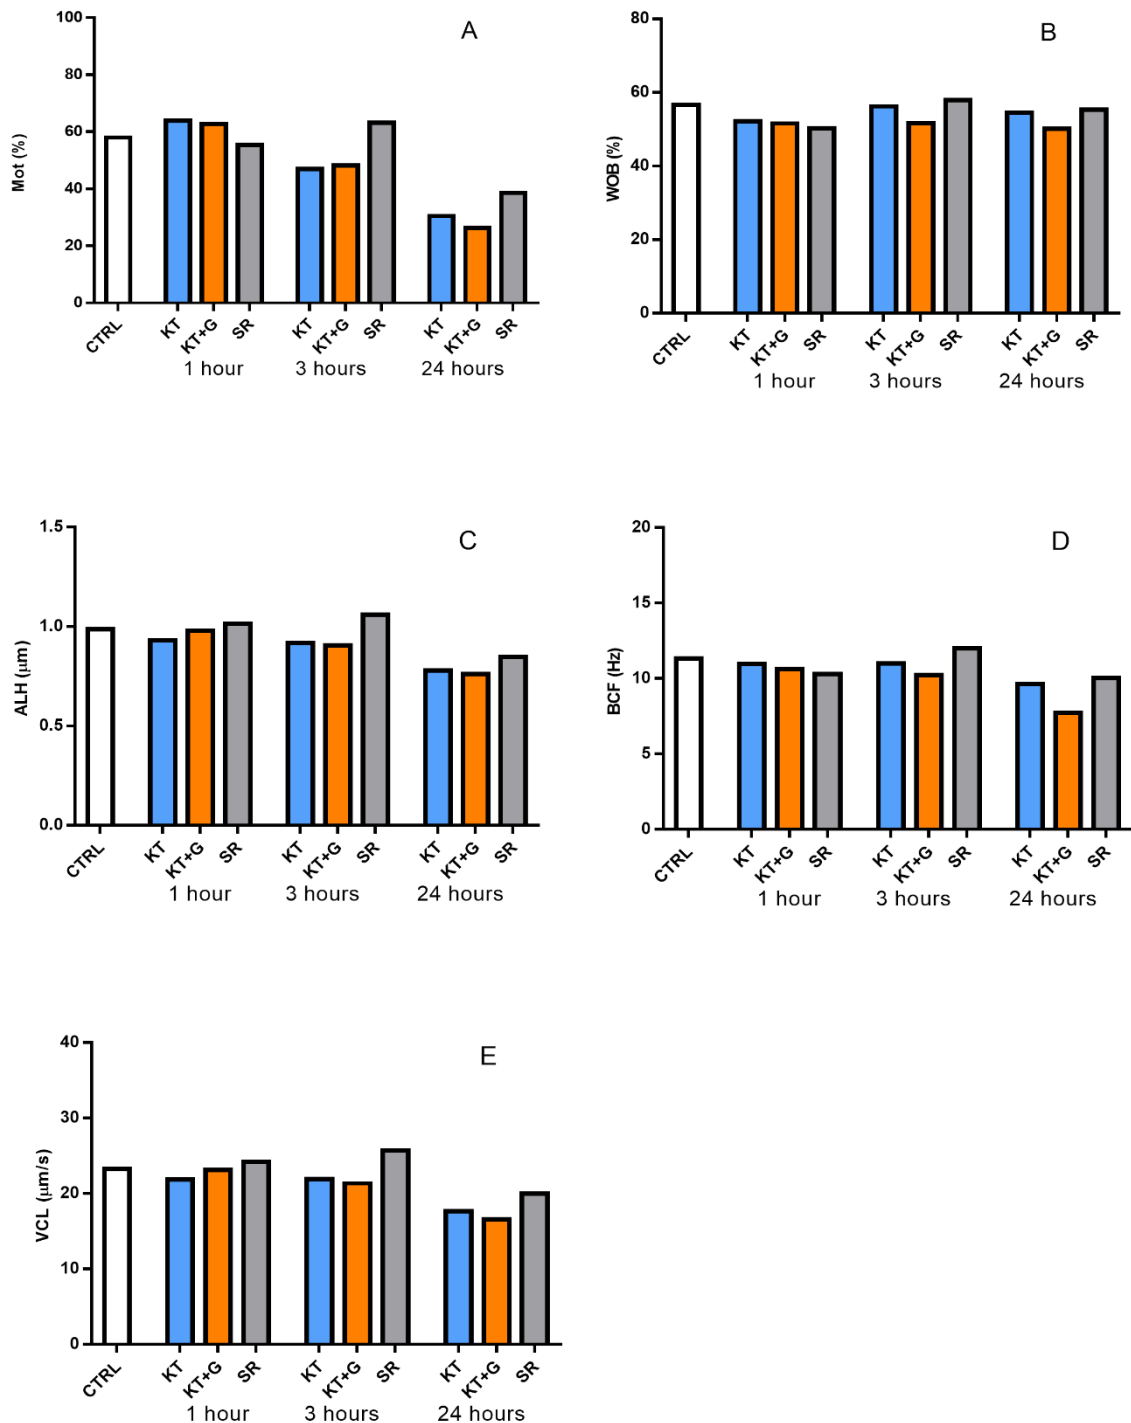 A
100
80
60
40
20
0
Mot (%)
CTRL KT KT+G SR KT KT+G SR KT KT+G SR
1 hour 3 hours 24 hours
B
80
60
40
20
0
WOB (%)
CTRL KT KT+G SR KT KT+G SR KT KT+G SR
1 hour 3 hours 24 hours
C
1.5
1.0
0.5
0.0
ALH (μm)
CTRL KT KT+G SR KT KT+G SR KT KT+G SR
1 hour 3 hours 24 hours
D
20
15
10
5
0
BCF (Hz)
CTRL KT KT+G SR KT KT+G SR KT KT+G SR
1 hour 3 hours 24 hours
E
40
30
20
10
0
VCL (μm/s)
CTRL KT KT+G SR KT KT+G SR KT KT+G SR
1 hour 3 hours 24 hours